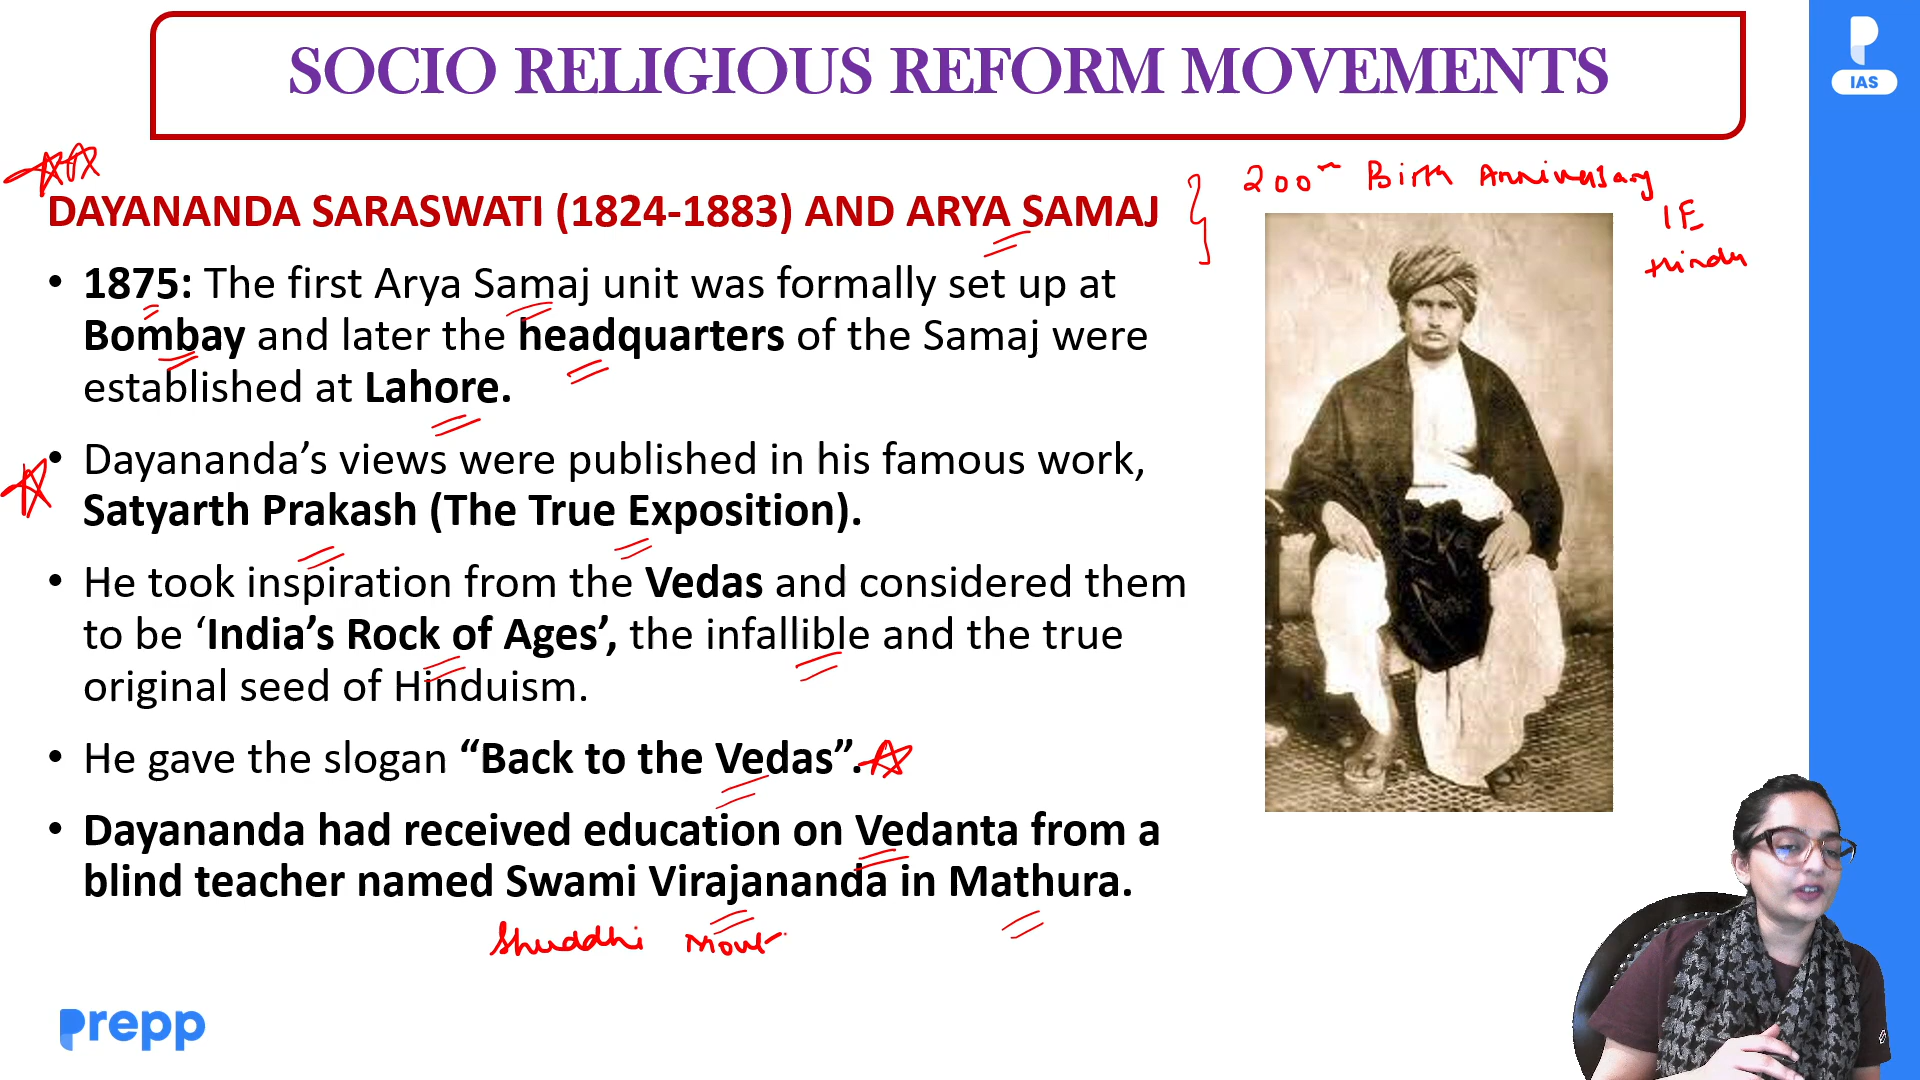 SOCIO RELIGIOUS REFORM MOVEMENTS
IAS
200th Birth Anniversary
IE
Hindu
DAYANANDA SARASWATI (1824-1883) AND ARYA SAMAJ
• 1875: The first Arya Samaj unit was formally set up at
Bombay and later the headquarters of the Samaj were
established at Lahore.
• Dayananda’s views were published in his famous work,
Satyarth Prakash (The True Exposition).
• He took inspiration from the Vedas and considered them
to be ‘India’s Rock of Ages’, the infallible and the true
original seed of Hinduism.
• He gave the slogan “Back to the Vedas”.
• Dayananda had received education on Vedanta from a
blind teacher named Swami Virajananda in Mathura.
Shuddhi
prepp